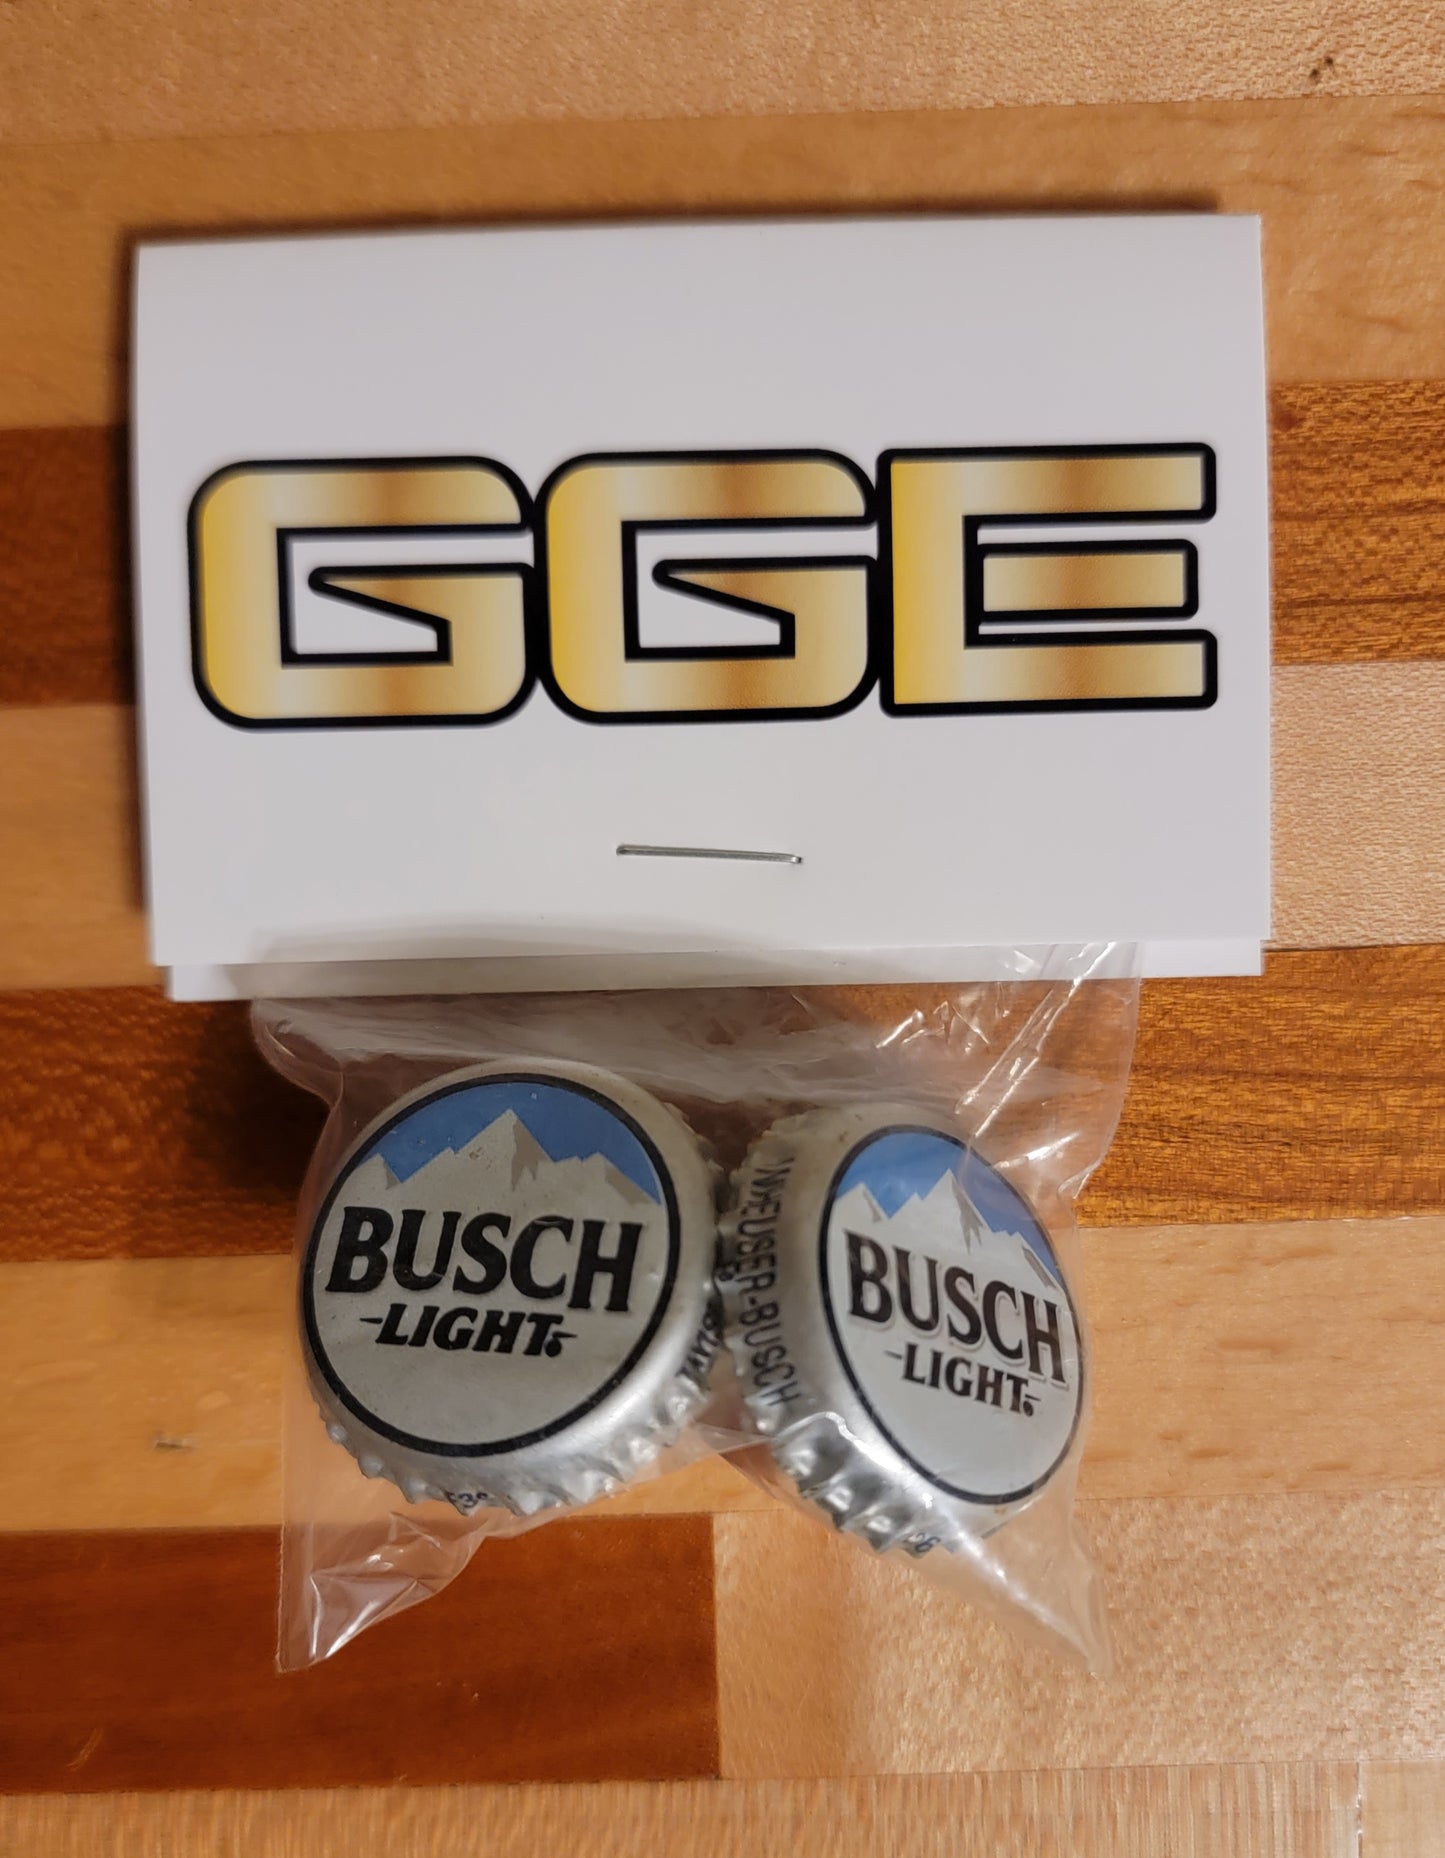 GGE
BUSCH
-LIGHT.-
ANHEUSER-BUSCH
BUSCH
-LIGHT.-